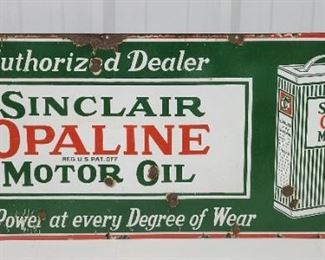 uthorized Dealer
SINCLAIR
OPALINE
REG. U.S. PAT. OFF.
MOTOR OIL
Power at every Degree of Wear